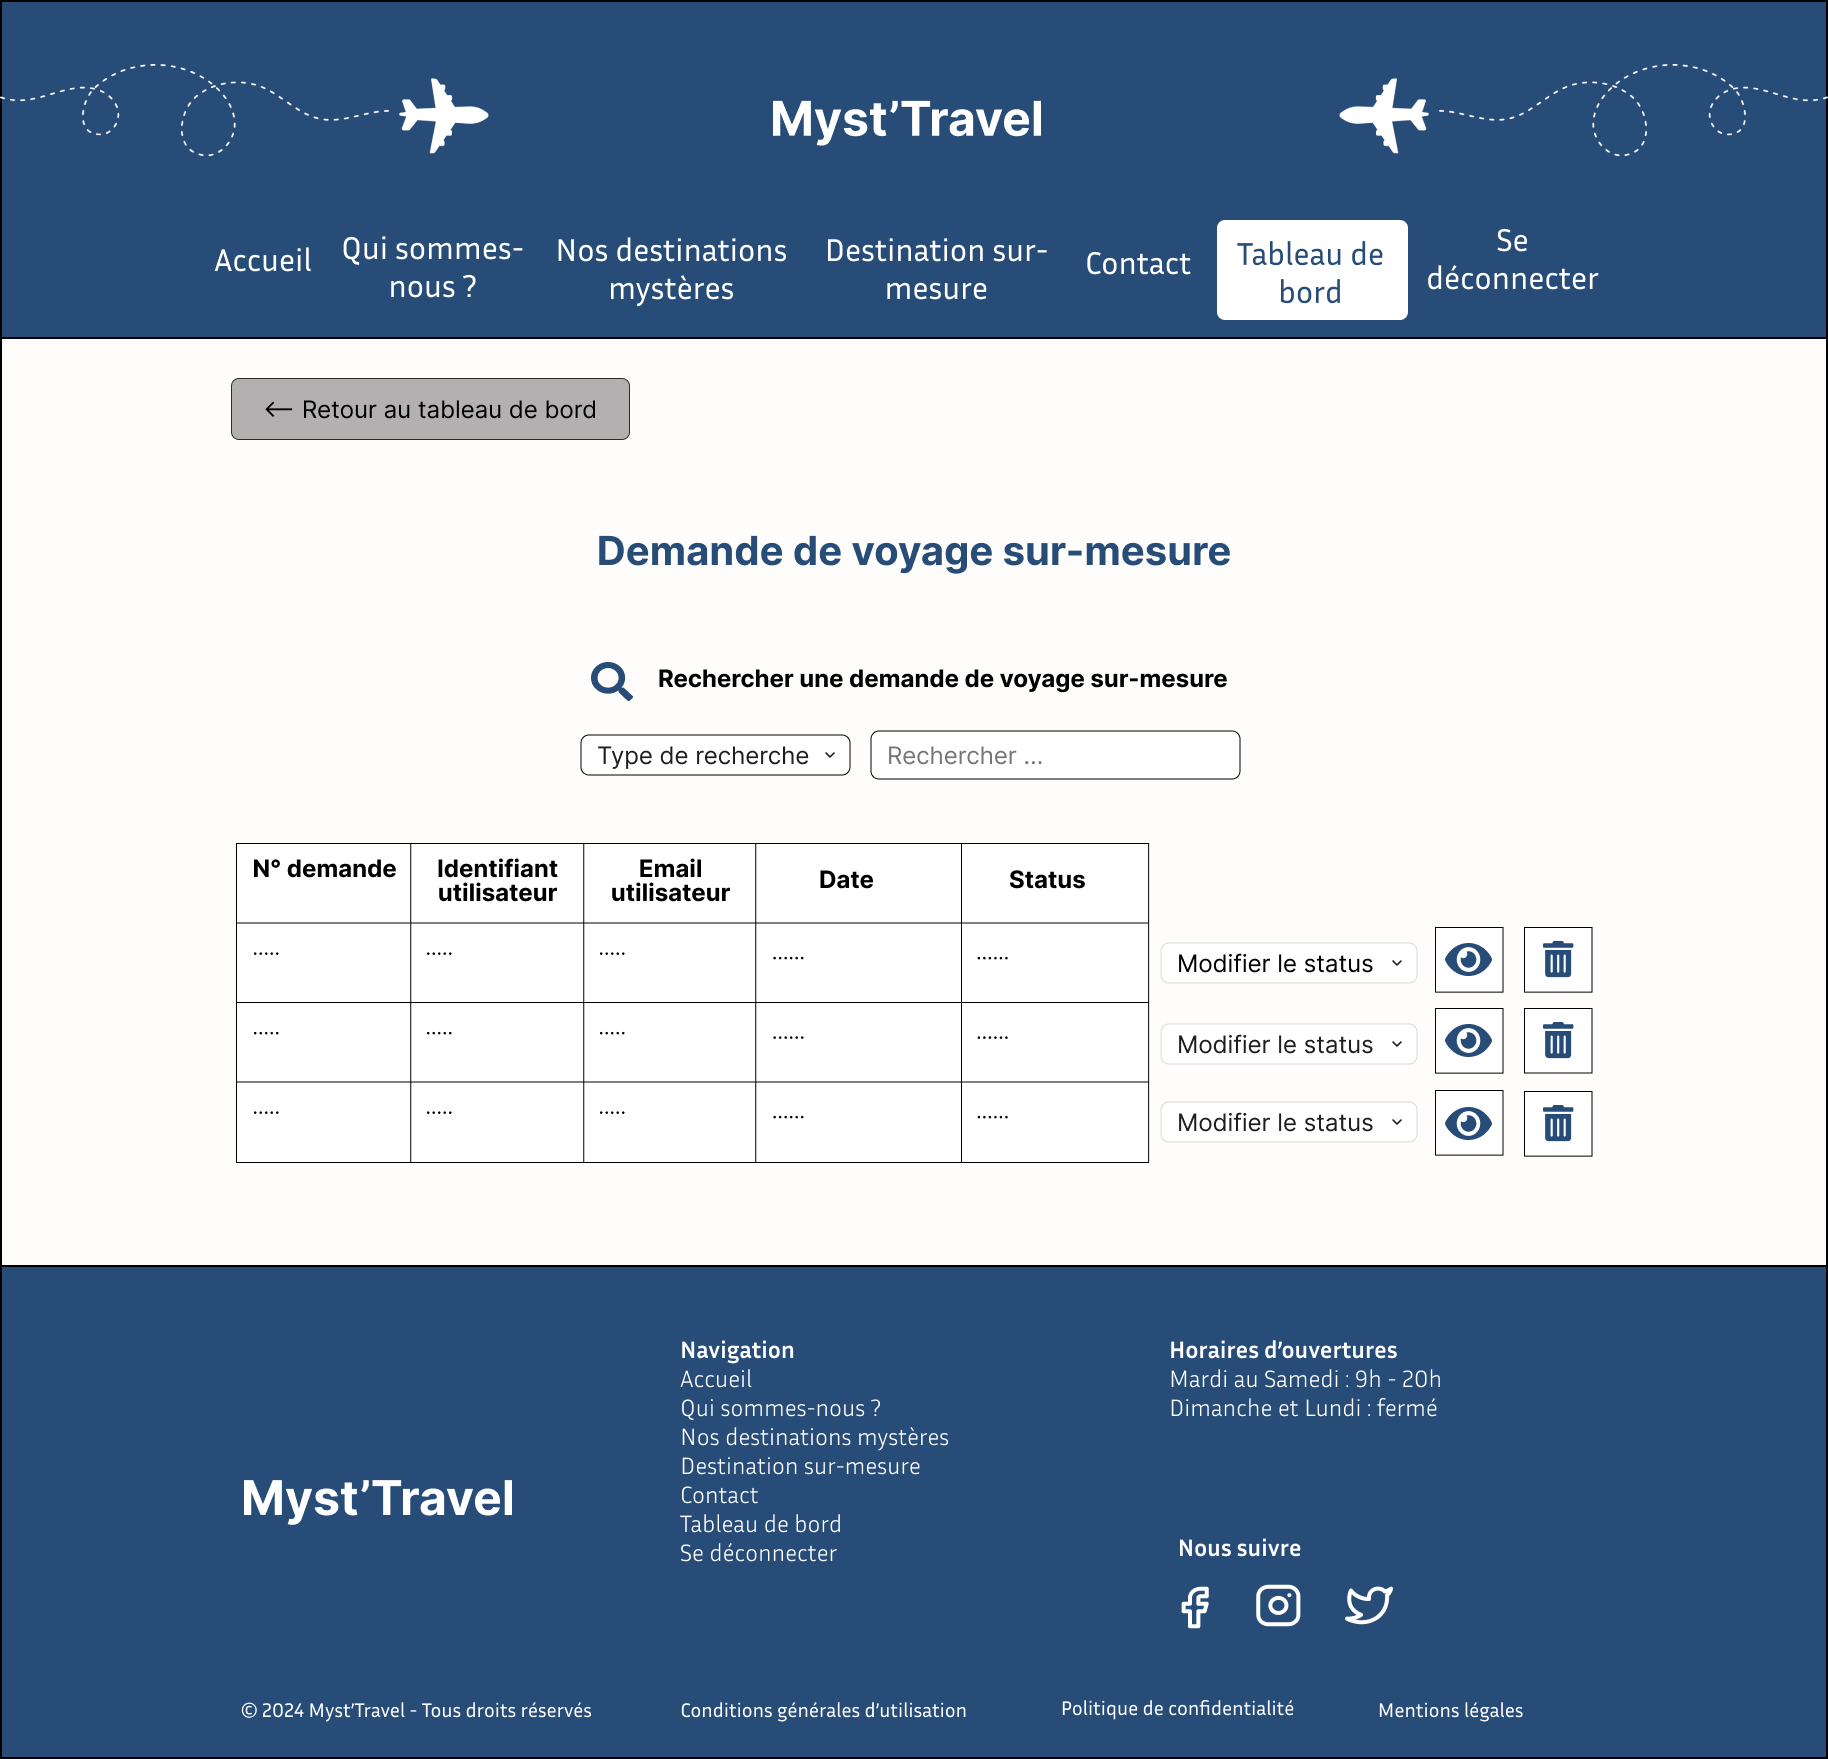 Myst’Travel
Accueil
Qui sommes-
nous ?
Nos destinations
mystères
Destination sur-
mesure
Contact
Tableau de
bord
Se
déconnecter
Retour au tableau de bord
Demande de voyage sur-mesure
Rechercher une demande de voyage sur-mesure
Type de recherche
Rechercher ...
N° demande
Identifiant
utilisateur
Email
utilisateur
Date
Status
..... ..... ..... ...... ......
Modifier le status
..... ..... ..... ...... ......
Modifier le status
..... ..... ..... ...... ......
Modifier le status
Myst’Travel
Navigation
Accueil
Qui sommes-nous ?
Nos destinations mystères
Destination sur-mesure
Contact
Tableau de bord
Se déconnecter
Horaires d’ouvertures
Mardi au Samedi : 9h - 20h
Dimanche et Lundi : fermé
Nous suivre
© 2024 Myst’Travel - Tous droits réservés
Conditions générales d’utilisation
Politique de confidentialité
Mentions légales